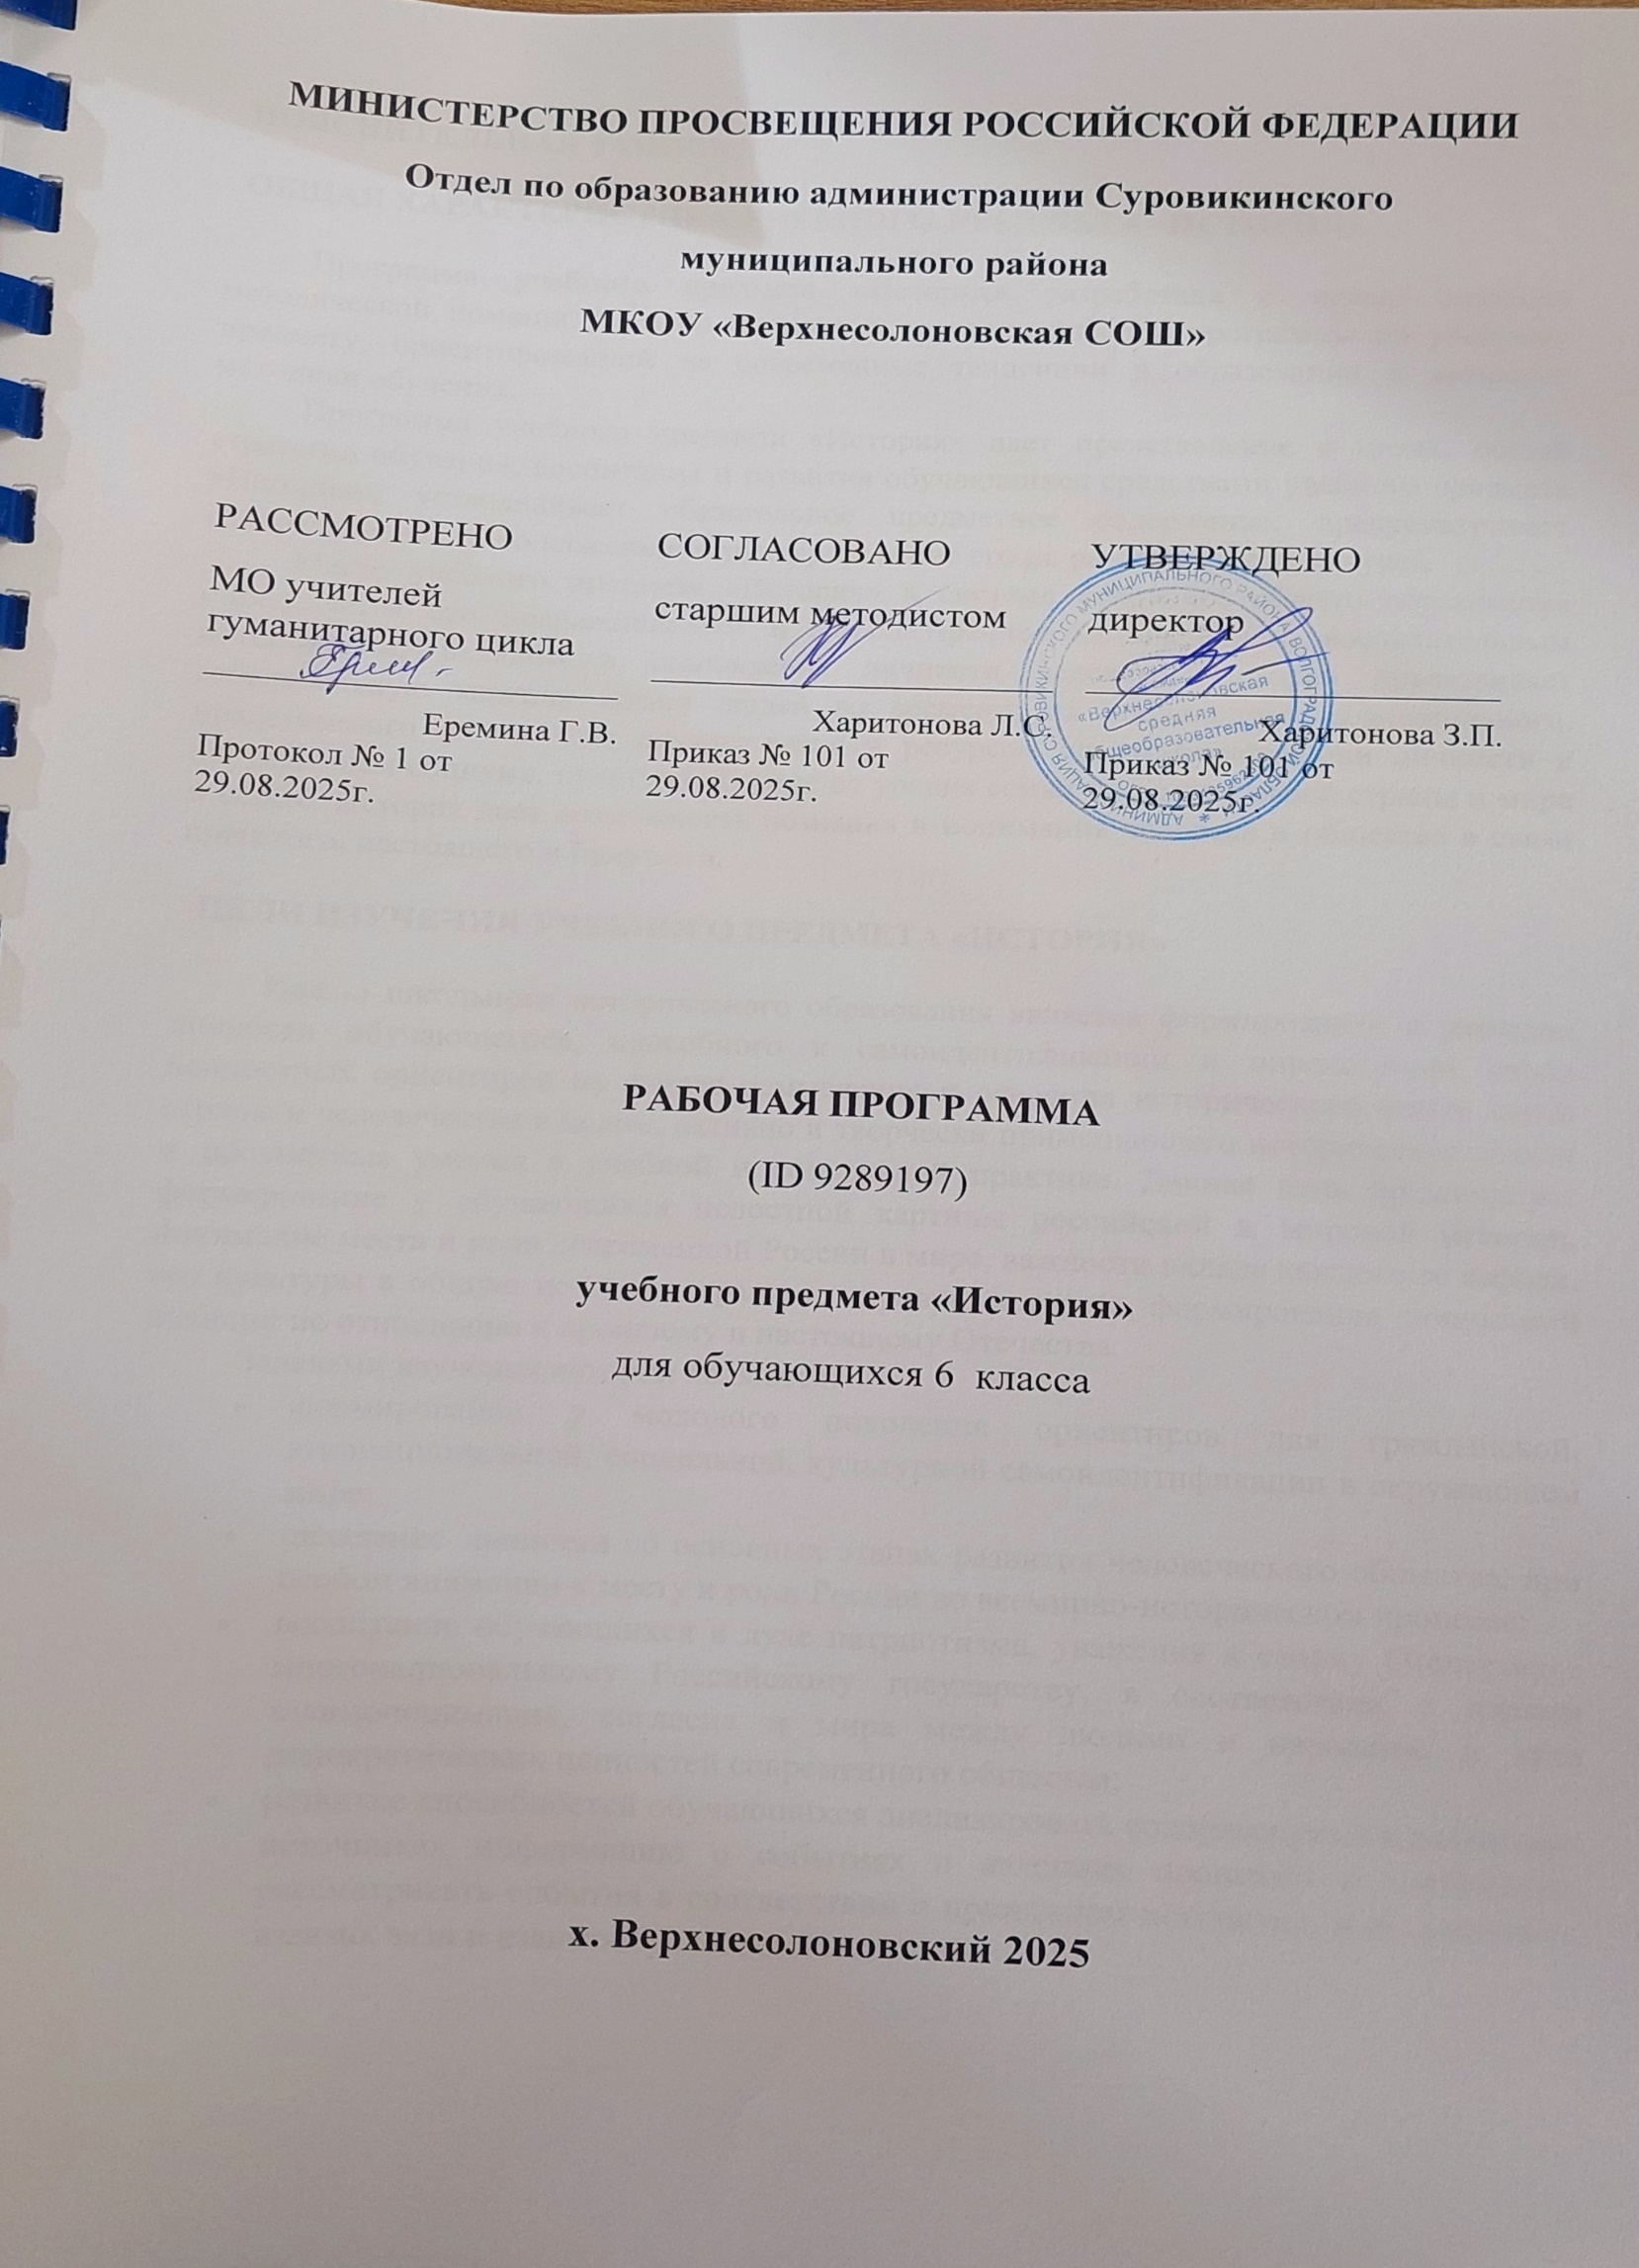 МИНИСТЕРСТВО ПРОСВЕЩЕНИЯ РОССИЙСКОЙ ФЕДЕРАЦИИ
Отдел по образованию администрации Суровикинского
муниципального района
МКОУ «Верхнесолоновская СОШ»
РАССМОТРЕНО
МО учителей
гуманитарного цикла
Еремина Г.В.
Протокол № 1 от
29.08.2025г.
СОГЛАСОВАНО
старшим методистом
Харитонова Л.С.
Приказ № 101 от
29.08.2025г.
УТВЕРЖДЕНО
директор
Харитонова З.П.
Приказ № 101 от
29.08.2025г.
средняя
РАБОЧАЯ ПРОГРАММА
(ID 9289197)
учебного предмета «История»
для обучающихся 6 класса
х. Верхнесолоновский 2025